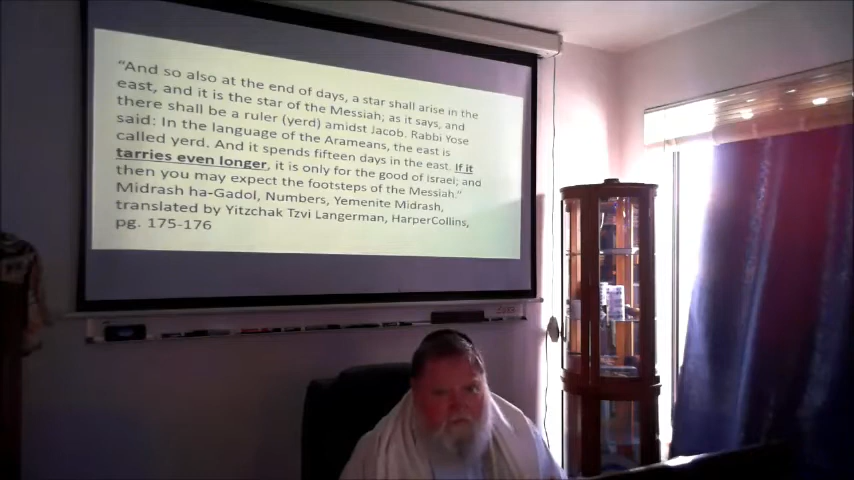 “And so also at the end of days, a star shall arise in the
east, and it is the star of the Messiah; as it says, and
there shall be a ruler (yerd) amidst Jacob. Rabbi Yose
said: In the language of the Arameans, the east is
called yerd. And it spends fifteen days in the east. If it
tarries even longer, it is only for the good of Israel; and
then you may expect the footsteps of the Messiah.”
Midrash ha-Gadol, Numbers, Yemenite Midrash,
translated by Yitzchak Tzvi Langerman, HarperCollins,
pg. 175-176